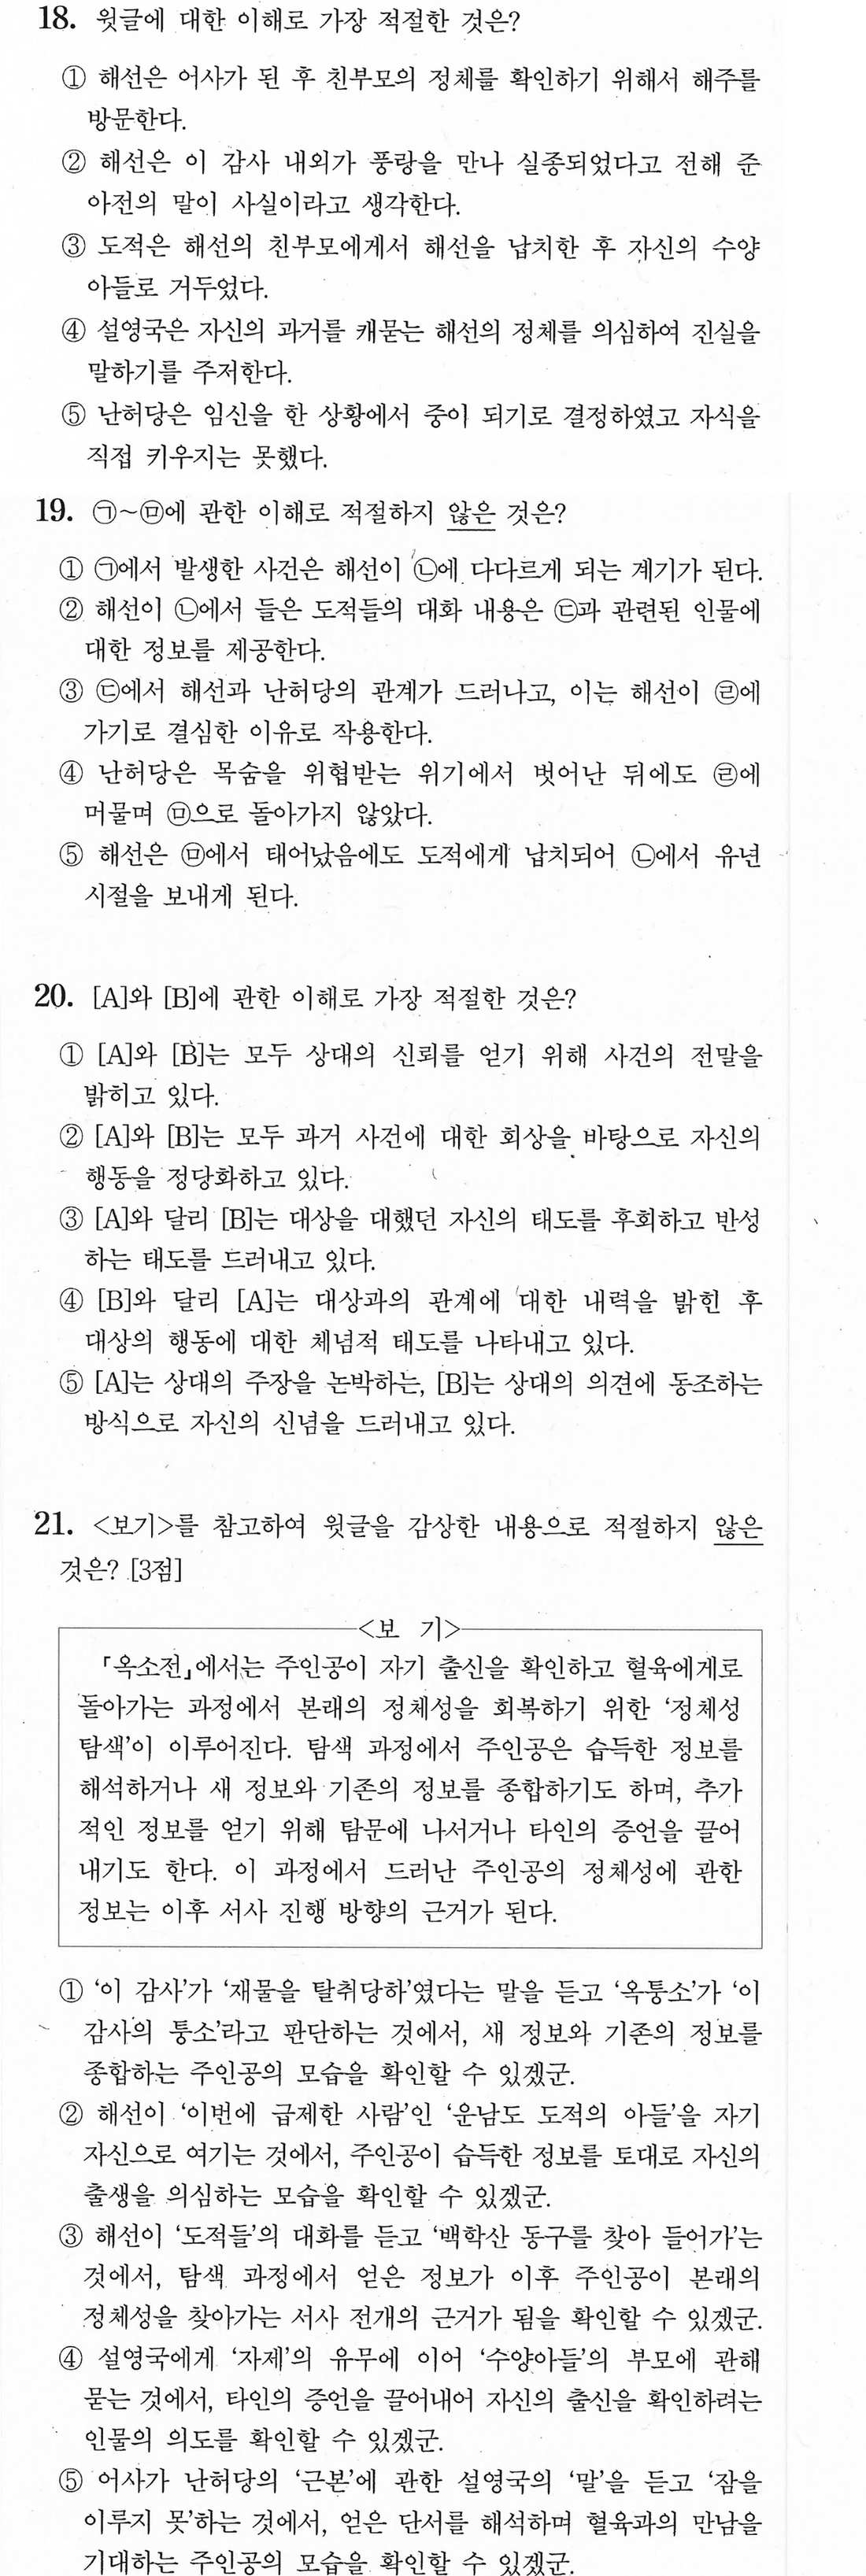 18. 윗글에 대한 이해로 가장 적절한 것은?
① 해선은 어사가 된 후 친부모의 정체를 확인하기 위해서 해주를
방문한다.
② 해선은 이 감사 내외가 풍랑을 만나 실종되었다고 전해 준
아전의 말이 사실이라고 생각한다.
③ 도적은 해선의 친부모에게서 해선을 납치한 후 자신의 수양
아들로 거두었다.
④ 설영국은 자신의 과거를 캐묻는 해선의 정체를 의심하여 진실을
말하기를 주저한다.
⑤ 난허당은 임신을 한 상황에서 중이 되기로 결정하였고 자식을
직접 키우지는 못했다.
19. ㉠~㉤에 관한 이해로 적절하지 않은 것은?
① ㉠에서 발생한 사건은 해선이 ㉡에 다다르게 되는 계기가 된다.
② 해선이 ㉡에서 들은 도적들의 대화 내용은 ㉢과 관련된 인물에
대한 정보를 제공한다.
③ ㉢에서 해선과 난허당의 관계가 드러나고, 이는 해선이 ㉣에
가기로 결심한 이유로 작용한다.
④ 난허당은 목숨을 위협받는 위기에서 벗어난 뒤에도 ㉣에
머물며 ㉤으로 돌아가지 않았다.
⑤ 해선은 ㉤에서 태어났음에도 도적에게 납치되어 ㉡에서 유년
시절을 보내게 된다.
20. [A]와 [B]에 관한 이해로 가장 적절한 것은?
① [A]와 [B]는 모두 상대의 신뢰를 얻기 위해 사건의 전말을
밝히고 있다.
② [A]와 [B]는 모두 과거 사건에 대한 회상을 바탕으로 자신의
행동을 정당화하고 있다.
③ [A]와 달리 [B]는 대상을 대했던 자신의 태도를 후회하고 반성
하는 태도를 드러내고 있다.
④ [B]와 달리 [A]는 대상과의 관계에 대한 내력을 밝힌 후
대상의 행동에 대한 체념적 태도를 나타내고 있다.
⑤ [A]는 상대의 주장을 논박하는, [B]는 상대의 의견에 동조하는
방식으로 자신의 신념을 드러내고 있다.
21. <보기>를 참고하여 윗글을 감상한 내용으로 적절하지 않은
것은? [3점]
<보 기>
「옥소전」에서는 주인공이 자기 출신을 확인하고 혈육에게로
돌아가는 과정에서 본래의 정체성을 회복하기 위한 ‘정체성
탐색’이 이루어진다. 탐색 과정에서 주인공은 습득한 정보를
해석하거나 새 정보와 기존의 정보를 종합하기도 하며, 추가
적인 정보를 얻기 위해 탐문에 나서거나 타인의 증언을 끌어
내기도 한다. 이 과정에서 드러난 주인공의 정체성에 관한
정보는 이후 서사 진행 방향의 근거가 된다.
① ‘이 감사’가 ‘재물을 탈취당하’였다는 말을 듣고 ‘옥퉁소’가 ‘이
감사의 퉁소’라고 판단하는 것에서, 새 정보와 기존의 정보를
종합하는 주인공의 모습을 확인할 수 있겠군.
② 해선이 ‘이번에 급제한 사람’인 ‘운남도 도적의 아들’을 자기
자신으로 여기는 것에서, 주인공이 습득한 정보를 토대로 자신의
출생을 의심하는 모습을 확인할 수 있겠군.
③ 해선이 ‘도적들’의 대화를 듣고 ‘백학산 동구를 찾아 들어가’는
것에서, 탐색 과정에서 얻은 정보가 이후 주인공이 본래의
정체성을 찾아가는 서사 전개의 근거가 됨을 확인할 수 있겠군.
④ 설영국에게 ‘자제’의 유무에 이어 ‘수양아들’의 부모에 관해
묻는 것에서, 타인의 증언을 끌어내어 자신의 출신을 확인하려는
인물의 의도를 확인할 수 있겠군.
⑤ 어사가 난허당의 ‘근본’에 관한 설영국의 ‘말’을 듣고 ‘잠을
이루지 못’하는 것에서, 얻은 단서를 해석하며 혈육과의 만남을
기대하는 주인공의 모습을 확인할 수 있겠군.